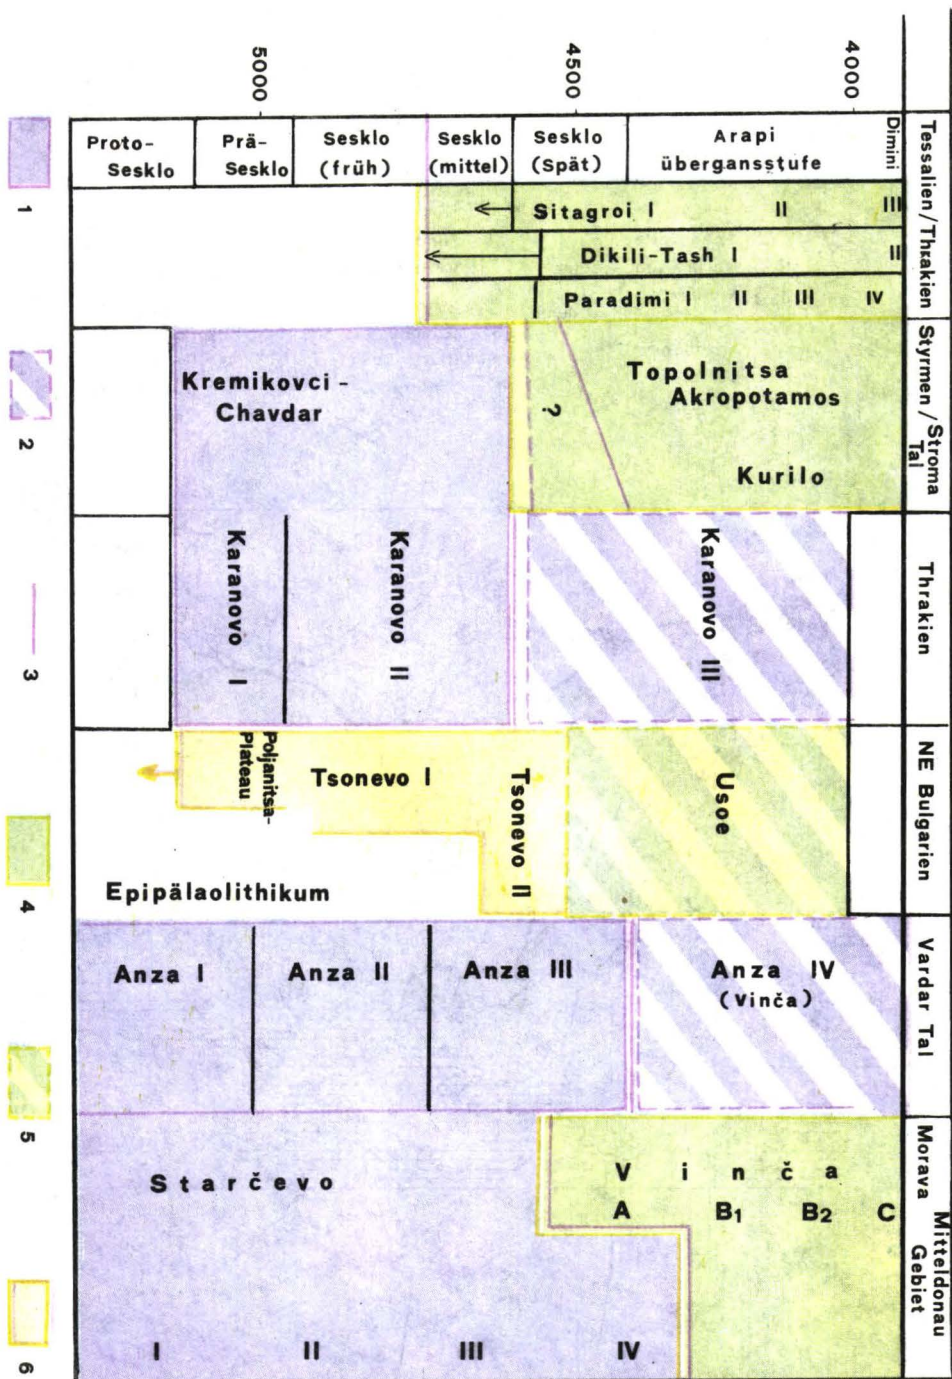 4000
4500
5000
Tessalien/Thrakien
Proto-
Sesklo
Prä-
Sesklo
Sesklo
(früh)
Sesklo
(mittel)
Sesklo
(Spät)
Arapi
übergansstufe
Dimini
Sitagroi I II III
Dikili-Tash I II
Paradimi I II III IV
Styrmen/Stroma
Tal
Kremikovci-
Chavdar
?
Topolnitsa
Akropotamos
Kurilo
Thrakien
Karanovo I
Karanovo II
Karanovo III
NE Bulgarien
Poljanitsa-
Plateau
Tsonevo I
Tsonevo II
Usoe
Epipälaolithikum
Vardar Tal
Anza I
Anza II
Anza III
Anza IV
(Vinča)
Morava Mitteldonau
Gebiet
Starčevo
Vinča
A B1 B2 C
I II III IV
1
2
3
4
5
6